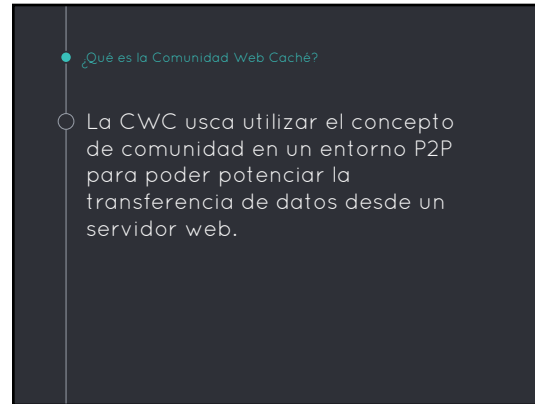 ¿Qué es la Comunidad Web Caché?
La CWC usca utilizar el concepto
de comunidad en un entorno P2P
para poder potenciar la
transferencia de datos desde un
servidor web.